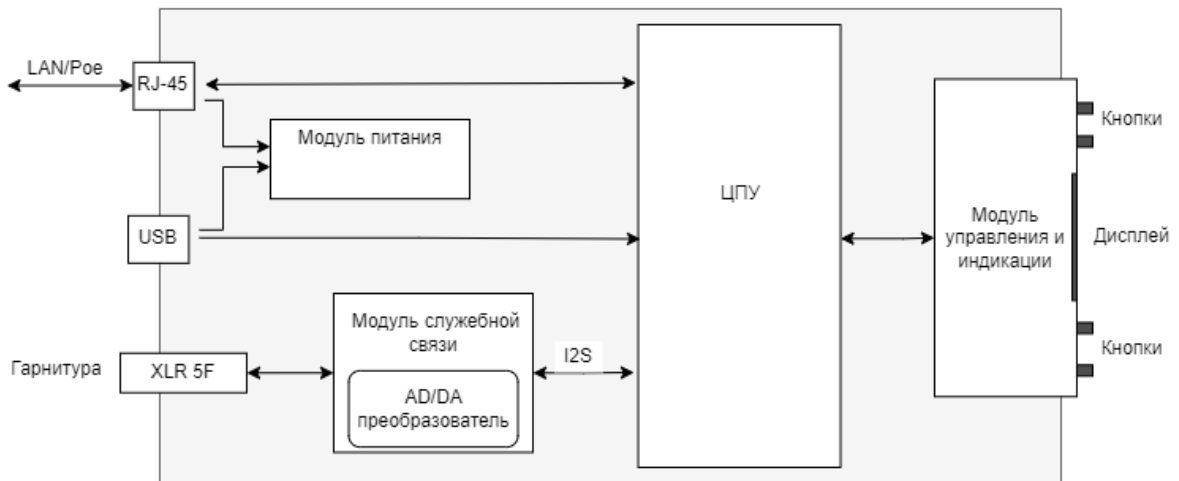 LAN/Poe
RJ-45
Модуль питания
USB
Гарнитура
XLR 5F
Модуль служебной
связи
AD/DA
преобразователь
I2S
ЦПУ
Модуль
управления и
индикации
Кнопки
Дисплей
Кнопки